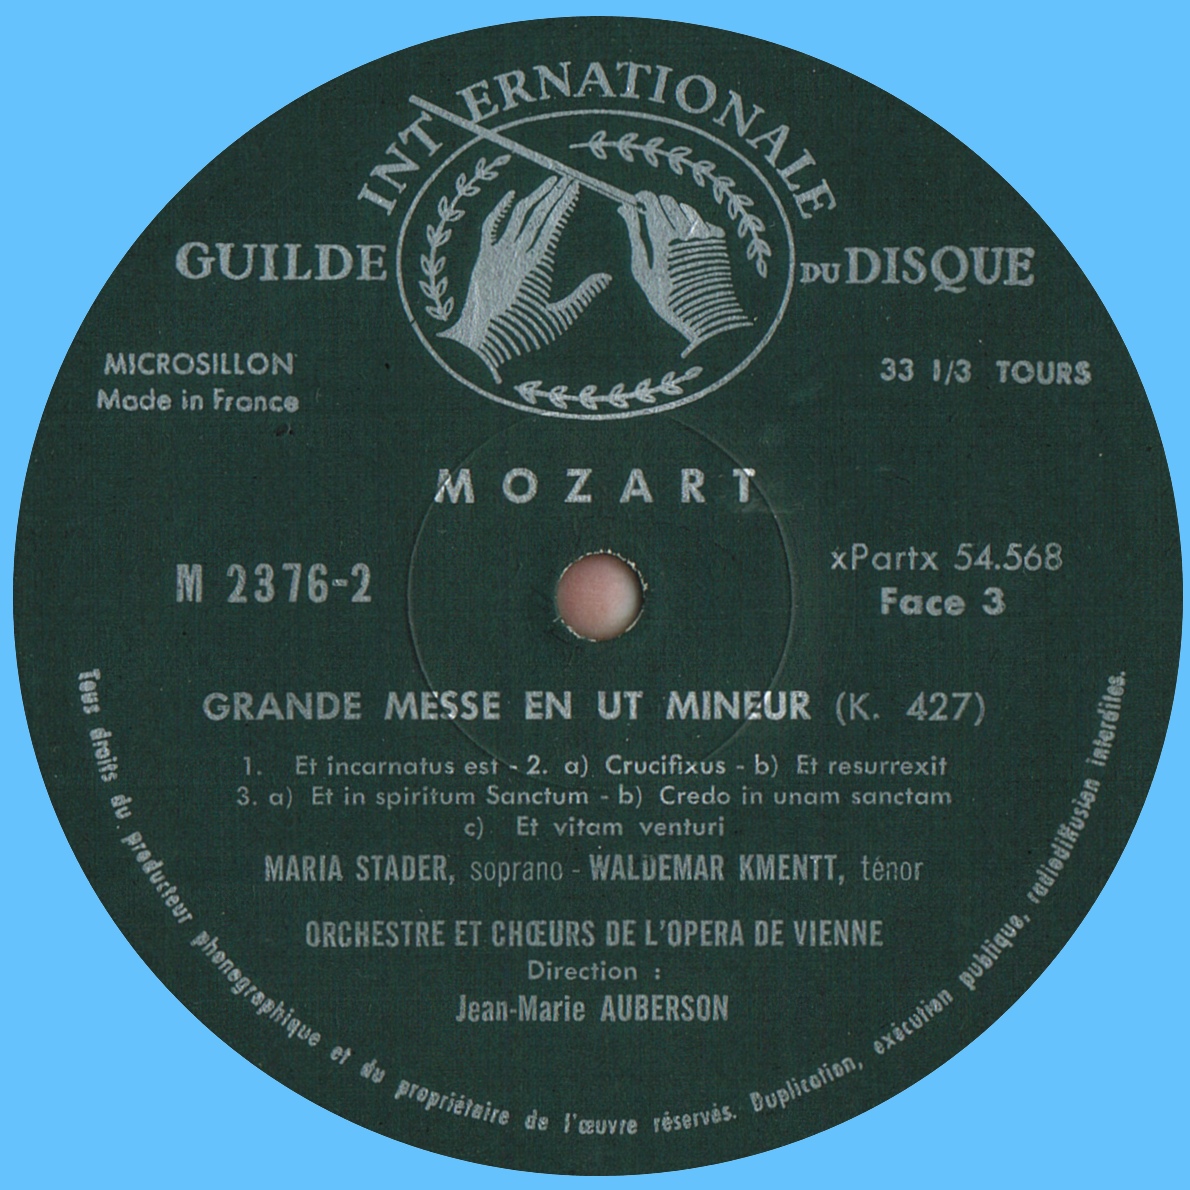 INTERNATIONALE
GUILDE DU DISQUE
MICROSILLON
Made in France
33 1/3 TOURS
MOZART
M 2376-2
xPartx 54.568
Face 3
GRANDE MESSE EN UT MINEUR (K. 427)
1. Et incarnatus est - 2. a) Crucifixus - b) Et resurrexit
3. a) Et in spiritum Sanctum - b) Credo in unam sanctam
c) Et vitam venturi
MARIA STADER, soprano - WALDEMAR KMENTT, ténor
ORCHESTRE ET CHŒURS DE L'OPERA DE VIENNE
Direction :
Jean-Marie AUBERSON
Tous droits du producteur phonographique et du propriétaire de l'œuvre réservés. Duplication, exécution publique, radiodiffusion interdites.